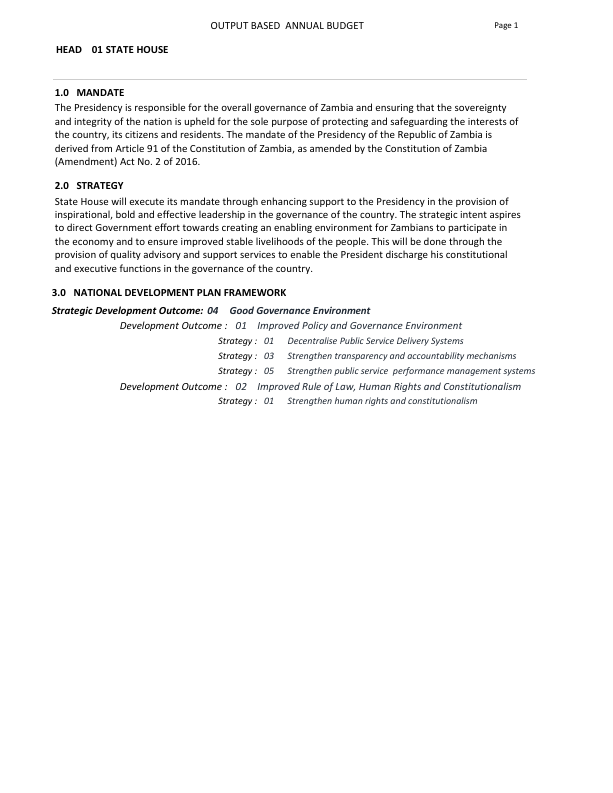 OUTPUT BASED ANNUAL BUDGET Page 1
HEAD 01 STATE HOUSE
1.0 MANDATE
The Presidency is responsible for the overall governance of Zambia and ensuring that the sovereignty
and integrity of the nation is upheld for the sole purpose of protecting and safeguarding the interests of
the country, its citizens and residents. The mandate of the Presidency of the Republic of Zambia is
derived from Article 91 of the Constitution of Zambia, as amended by the Constitution of Zambia
(Amendment) Act No. 2 of 2016.
2.0 STRATEGY
State House will execute its mandate through enhancing support to the Presidency in the provision of
inspirational, bold and effective leadership in the governance of the country. The strategic intent aspires
to direct Government effort towards creating an enabling environment for Zambians to participate in
the economy and to ensure improved stable livelihoods of the people. This will be done through the
provision of quality advisory and support services to enable the President discharge his constitutional
and executive functions in the governance of the country.
3.0 NATIONAL DEVELOPMENT PLAN FRAMEWORK
Strategic Development Outcome: 04 Good Governance Environment
Development Outcome : 01 Improved Policy and Governance Environment
Strategy : 01 Decentralise Public Service Delivery Systems
Strategy : 03 Strengthen transparency and accountability mechanisms
Strategy : 05 Strengthen public service performance management systems
Development Outcome : 02 Improved Rule of Law, Human Rights and Constitutionalism
Strategy : 01 Strengthen human rights and constitutionalism